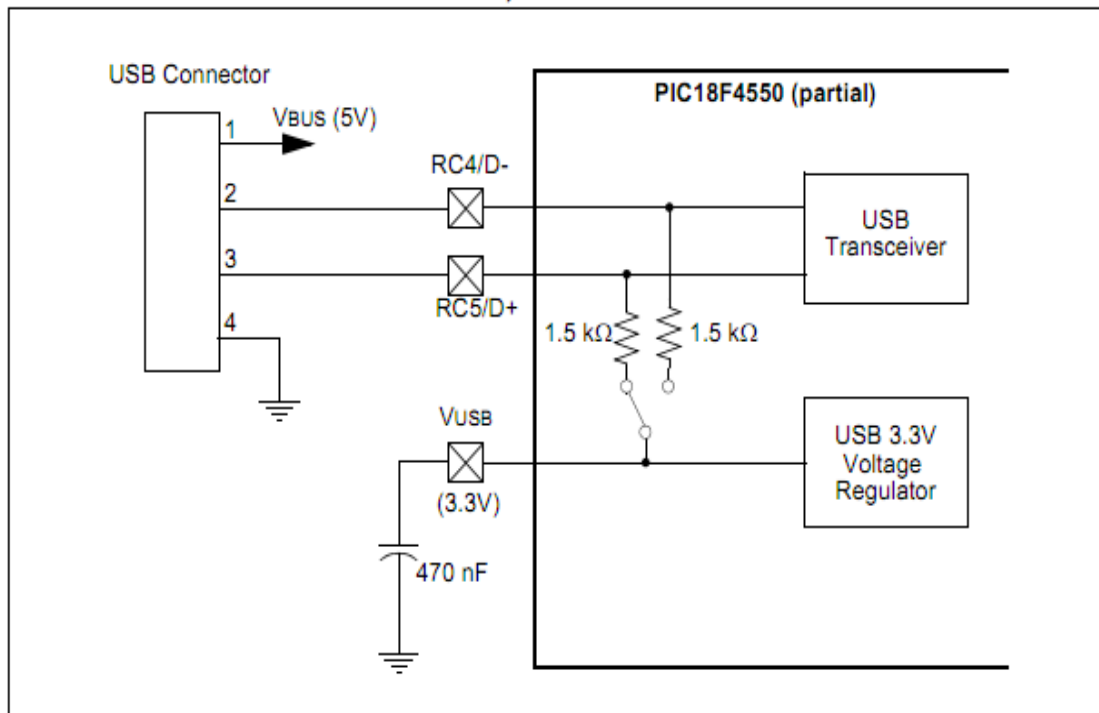 USB Connector
PIC18F4550 (partial)
1
VBUS (5V)
RC4/D-
2
USB
Transceiver
3
RC5/D+
1.5 kΩ
1.5 kΩ
4
VUSB
(3.3V)
USB 3.3V
Voltage
Regulator
470 nF